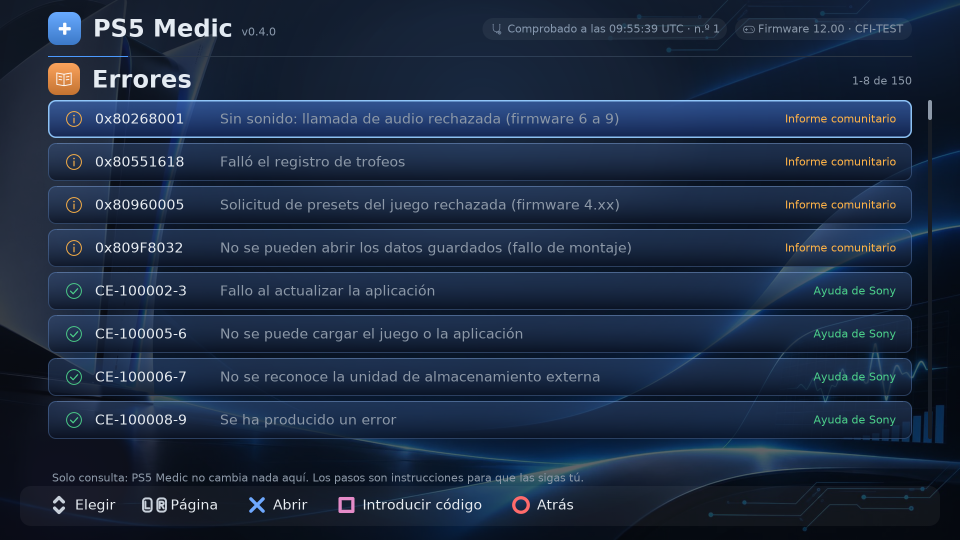 PS5 Medic v0.4.0
Comprobado a las 09:55:39 UTC · n.º 1
Firmware 12.00 · CFI-TEST
Errores
1-8 de 150
0x80268001 Sin sonido: llamada de audio rechazada (firmware 6 a 9) Informe comunitario
0x80551618 Falló el registro de trofeos Informe comunitario
0x80960005 Solicitud de presets del juego rechazada (firmware 4.xx) Informe comunitario
0x809F8032 No se pueden abrir los datos guardados (fallo de montaje) Informe comunitario
CE-100002-3 Fallo al actualizar la aplicación Ayuda de Sony
CE-100005-6 No se puede cargar el juego o la aplicación Ayuda de Sony
CE-100006-7 No se reconoce la unidad de almacenamiento externa Ayuda de Sony
CE-100008-9 Se ha producido un error Ayuda de Sony
Solo consulta: PS5 Medic no cambia nada aquí. Los pasos son instrucciones para que las sigas tú.
Elegir L R Página Abrir Introducir código Atrás